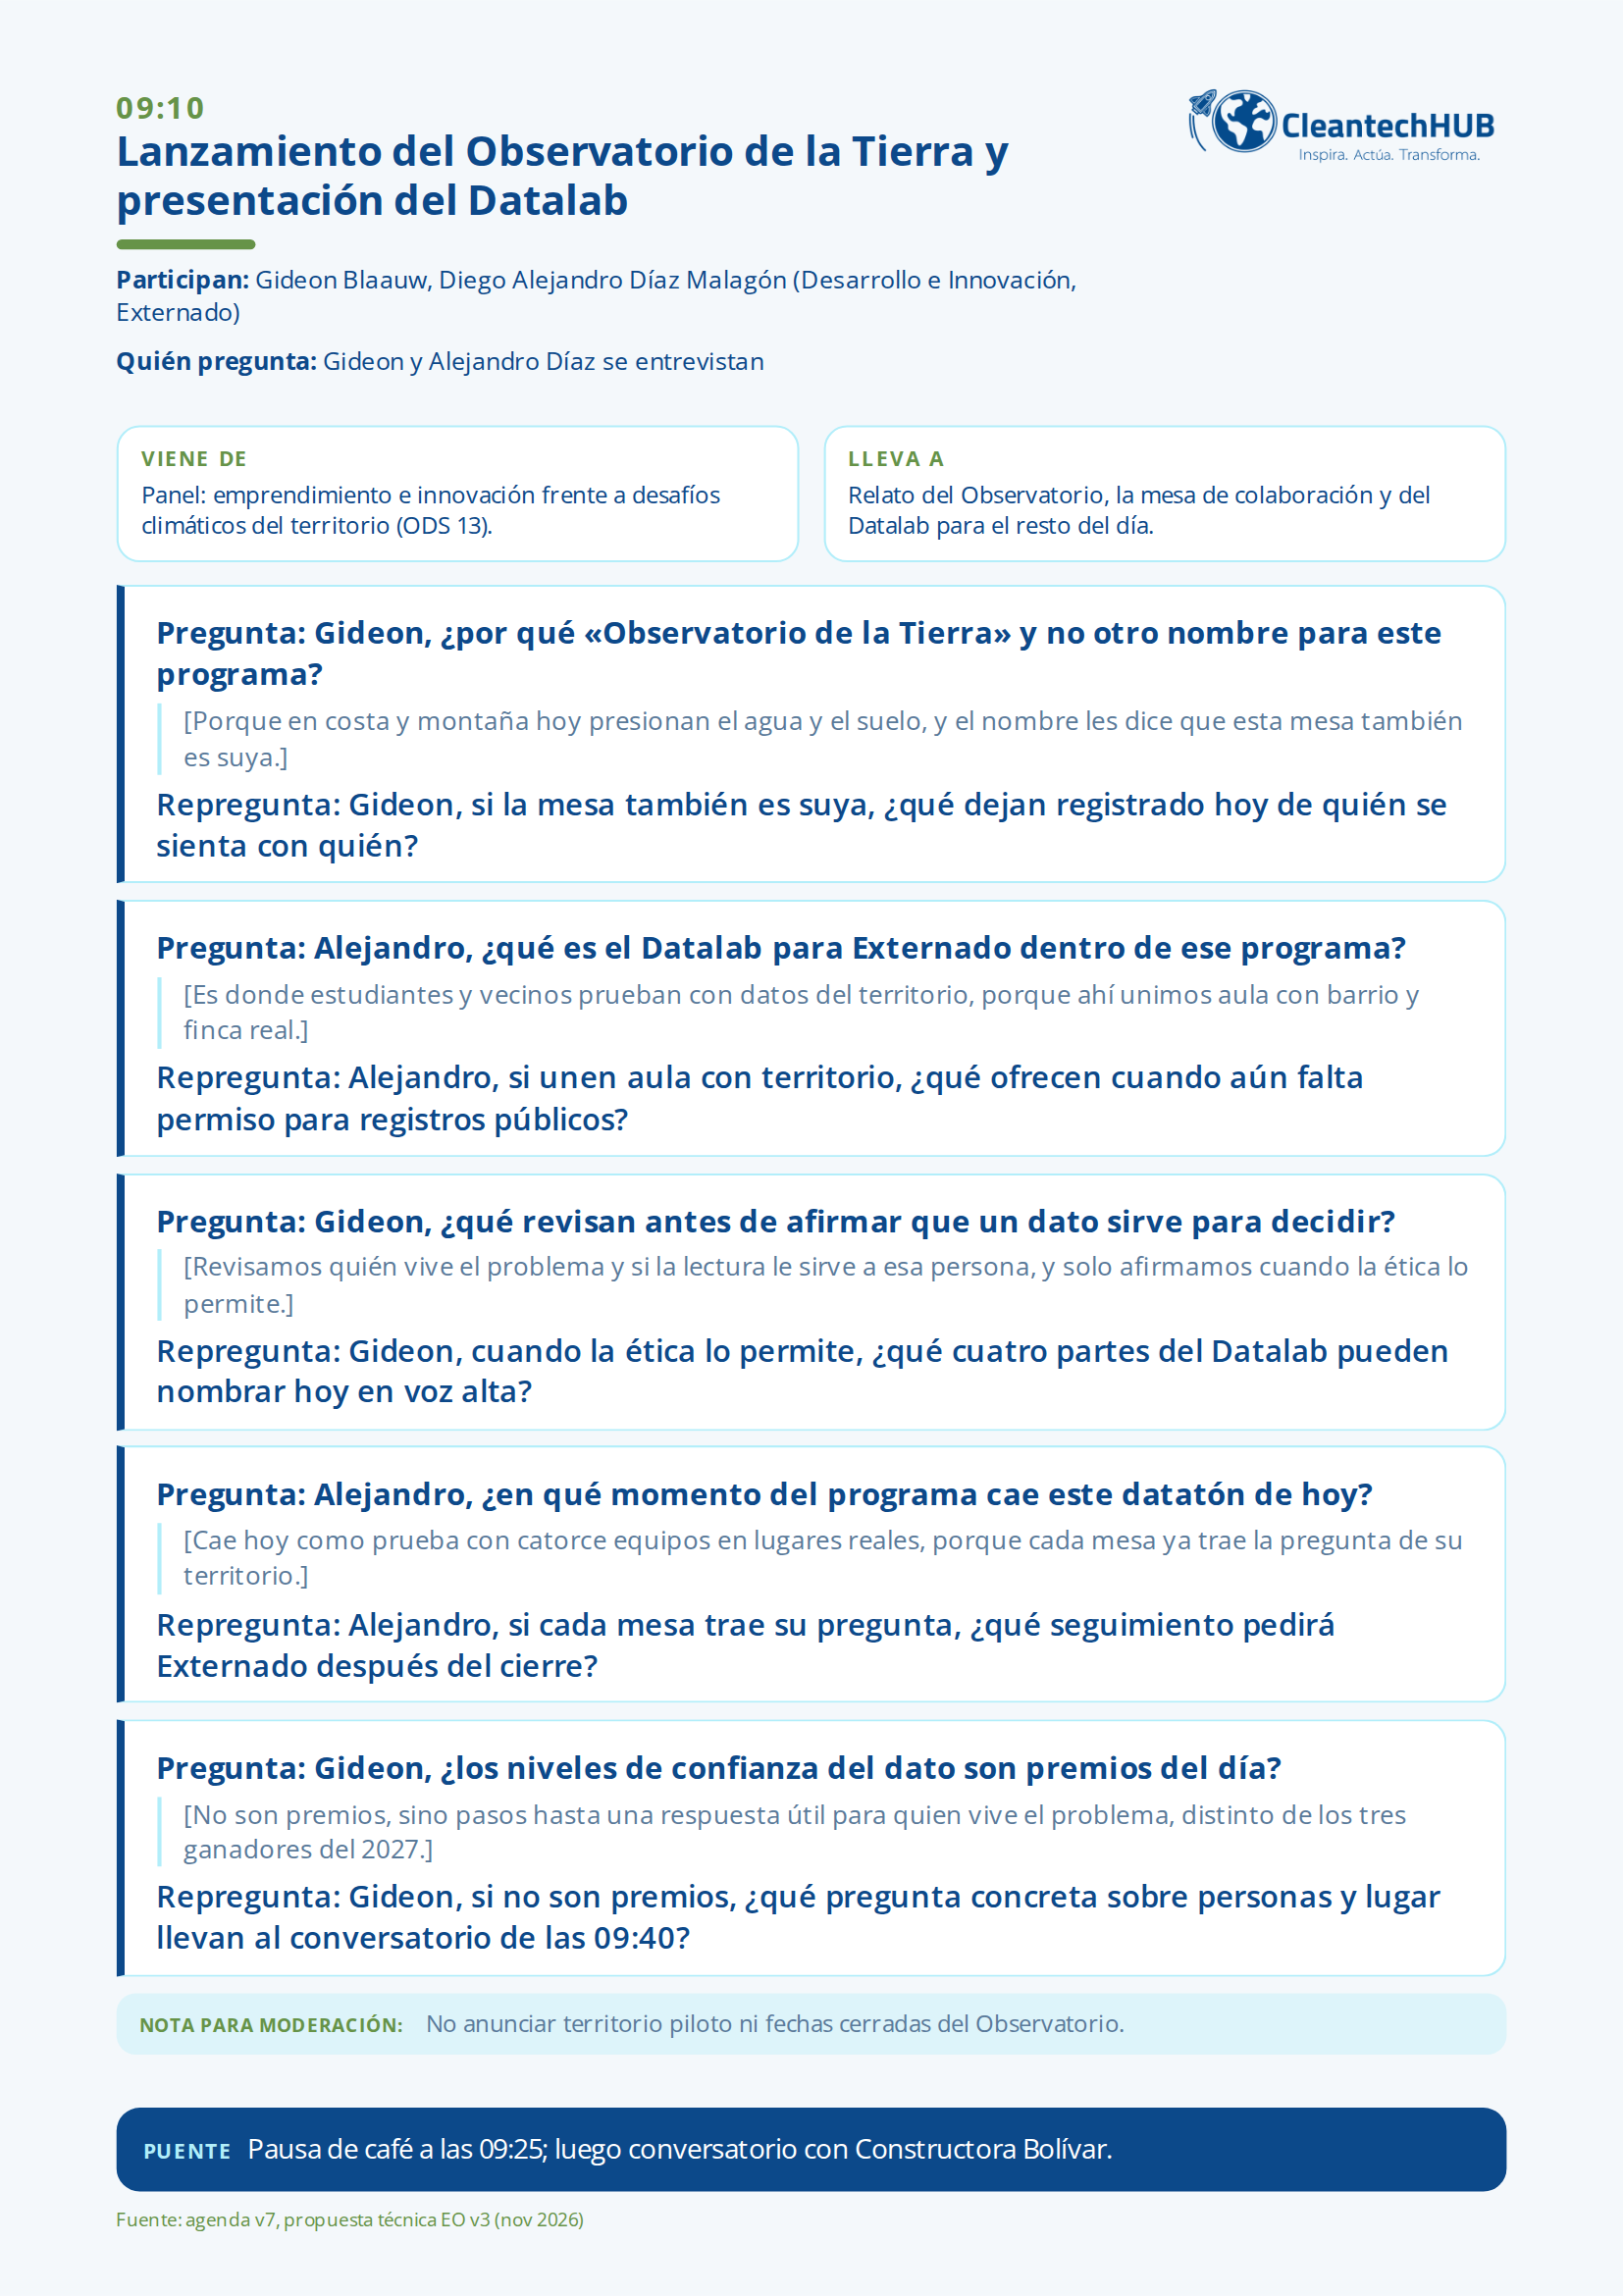 09:10
Lanzamiento del Observatorio de la Tierra y
presentación del Datalab
CleantechHUB
Inspira. Actúa. Transforma.
Participan: Gideon Blaauw, Diego Alejandro Díaz Malagón (Desarrollo e Innovación,
Externado)
Quién pregunta: Gideon y Alejandro Díaz se entrevistan
VIENE DE
Panel: emprendimiento e innovación frente a desafíos
climáticos del territorio (ODS 13).
LLEVA A
Relato del Observatorio, la mesa de colaboración y del
Datalab para el resto del día.
Pregunta: Gideon, ¿por qué «Observatorio de la Tierra» y no otro nombre para este
programa?
[Porque en costa y montaña hoy presionan el agua y el suelo, y el nombre les dice que esta mesa también
es suya.]
Repregunta: Gideon, si la mesa también es suya, ¿qué dejan registrado hoy de quién se
sienta con quién?
Pregunta: Alejandro, ¿qué es el Datalab para Externado dentro de ese programa?
[Es donde estudiantes y vecinos prueban con datos del territorio, porque ahí unimos aula con barrio y
finca real.]
Repregunta: Alejandro, si unen aula con territorio, ¿qué ofrecen cuando aún falta
permiso para registros públicos?
Pregunta: Gideon, ¿qué revisan antes de afirmar que un dato sirve para decidir?
[Revisamos quién vive el problema y si la lectura le sirve a esa persona, y solo afirmamos cuando la ética lo
permite.]
Repregunta: Gideon, cuando la ética lo permite, ¿qué cuatro partes del Datalab pueden
nombrar hoy en voz alta?
Pregunta: Alejandro, ¿en qué momento del programa cae este datatón de hoy?
[Cae hoy como prueba con catorce equipos en lugares reales, porque cada mesa ya trae la pregunta de su
territorio.]
Repregunta: Alejandro, si cada mesa trae su pregunta, ¿qué seguimiento pedirá
Externado después del cierre?
Pregunta: Gideon, ¿los niveles de confianza del dato son premios del día?
[No son premios, sino pasos hasta una respuesta útil para quien vive el problema, distinto de los tres
ganadores del 2027.]
Repregunta: Gideon, si no son premios, ¿qué pregunta concreta sobre personas y lugar
llevan al conversatorio de las 09:40?
NOTA PARA MODERACIÓN: No anunciar territorio piloto ni fechas cerradas del Observatorio.
PUENTE Pausa de café a las 09:25; luego conversatorio con Constructora Bolívar.
Fuente: agenda v7, propuesta técnica EO v3 (nov 2026)